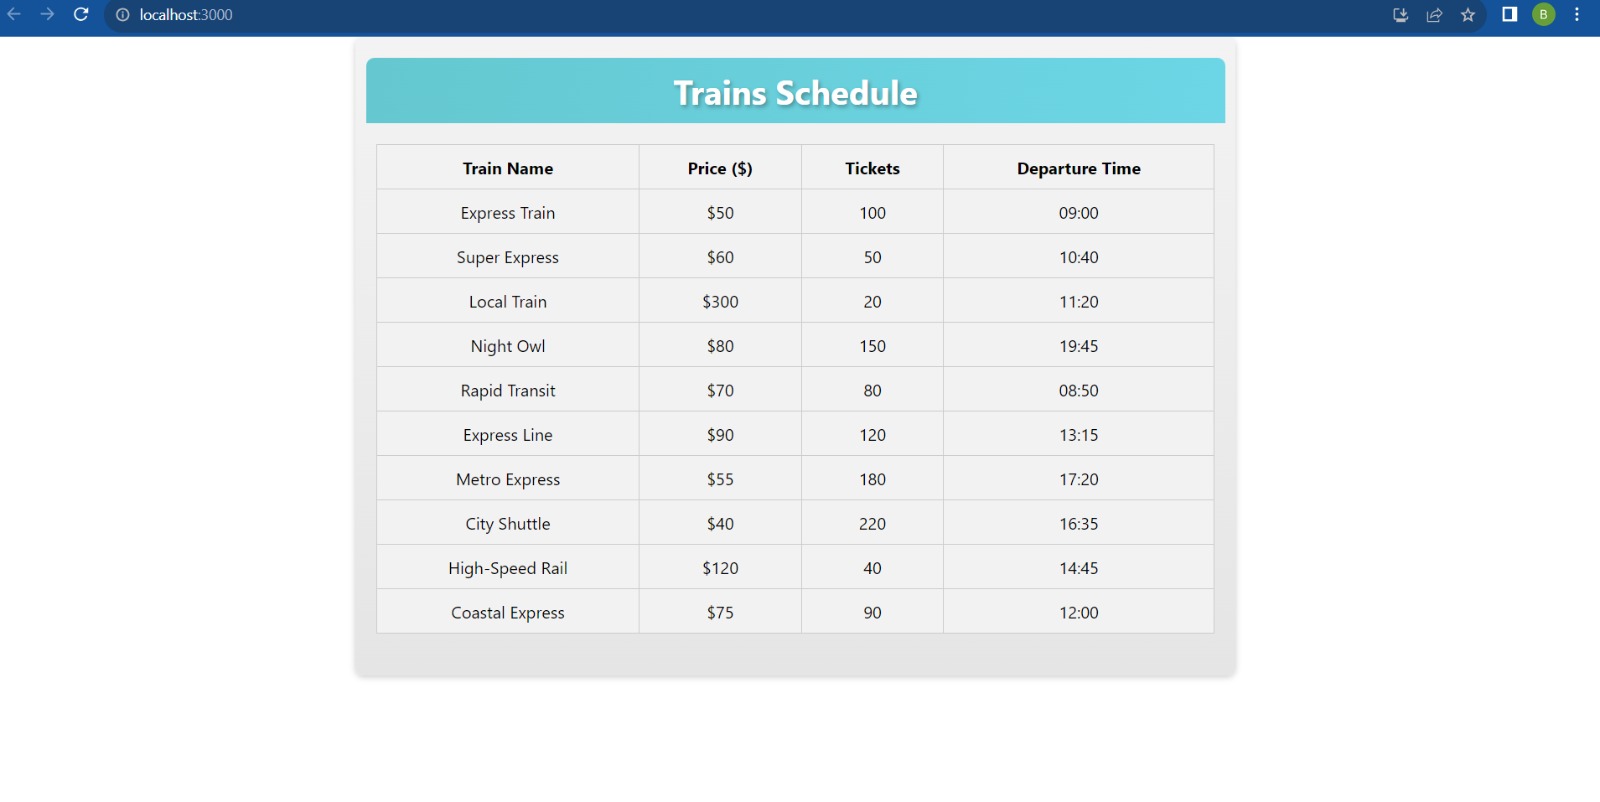 localhost:3000
B
Trains Schedule
Train Name Price ($) Tickets Departure Time
Express Train $50 100 09:00
Super Express $60 50 10:40
Local Train $300 20 11:20
Night Owl $80 150 19:45
Rapid Transit $70 80 08:50
Express Line $90 120 13:15
Metro Express $55 180 17:20
City Shuttle $40 220 16:35
High-Speed Rail $120 40 14:45
Coastal Express $75 90 12:00